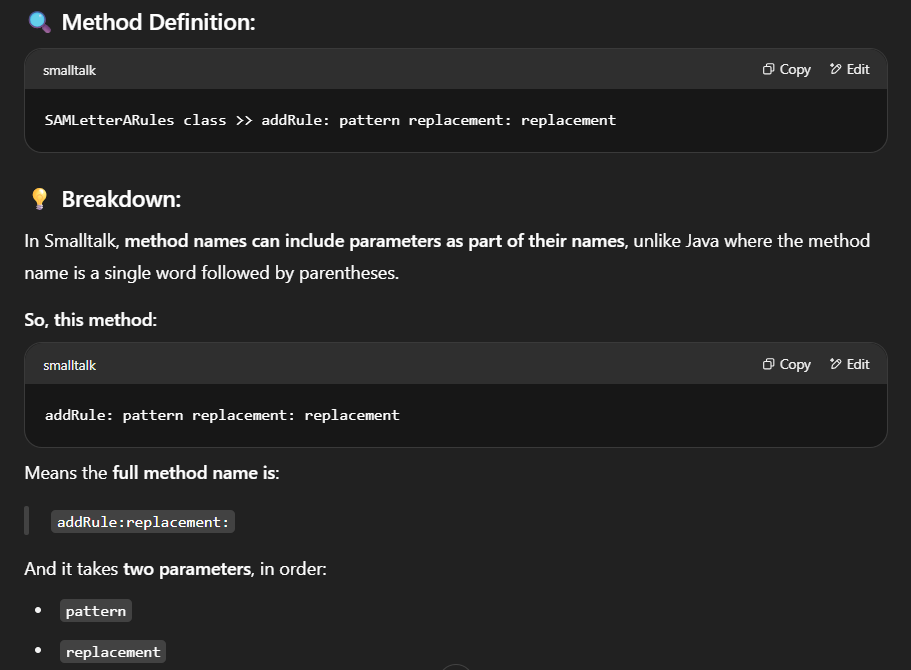 🔍 Method Definition:
smalltalk
Copy Edit
SAMLetterARules class >> addRule: pattern replacement: replacement
💡 Breakdown:
In Smalltalk, method names can include parameters as part of their names, unlike Java where the method
name is a single word followed by parentheses.
So, this method:
smalltalk
Copy Edit
addRule: pattern replacement: replacement
Means the full method name is:
addRule:replacement:
And it takes two parameters, in order:
• pattern
• replacement